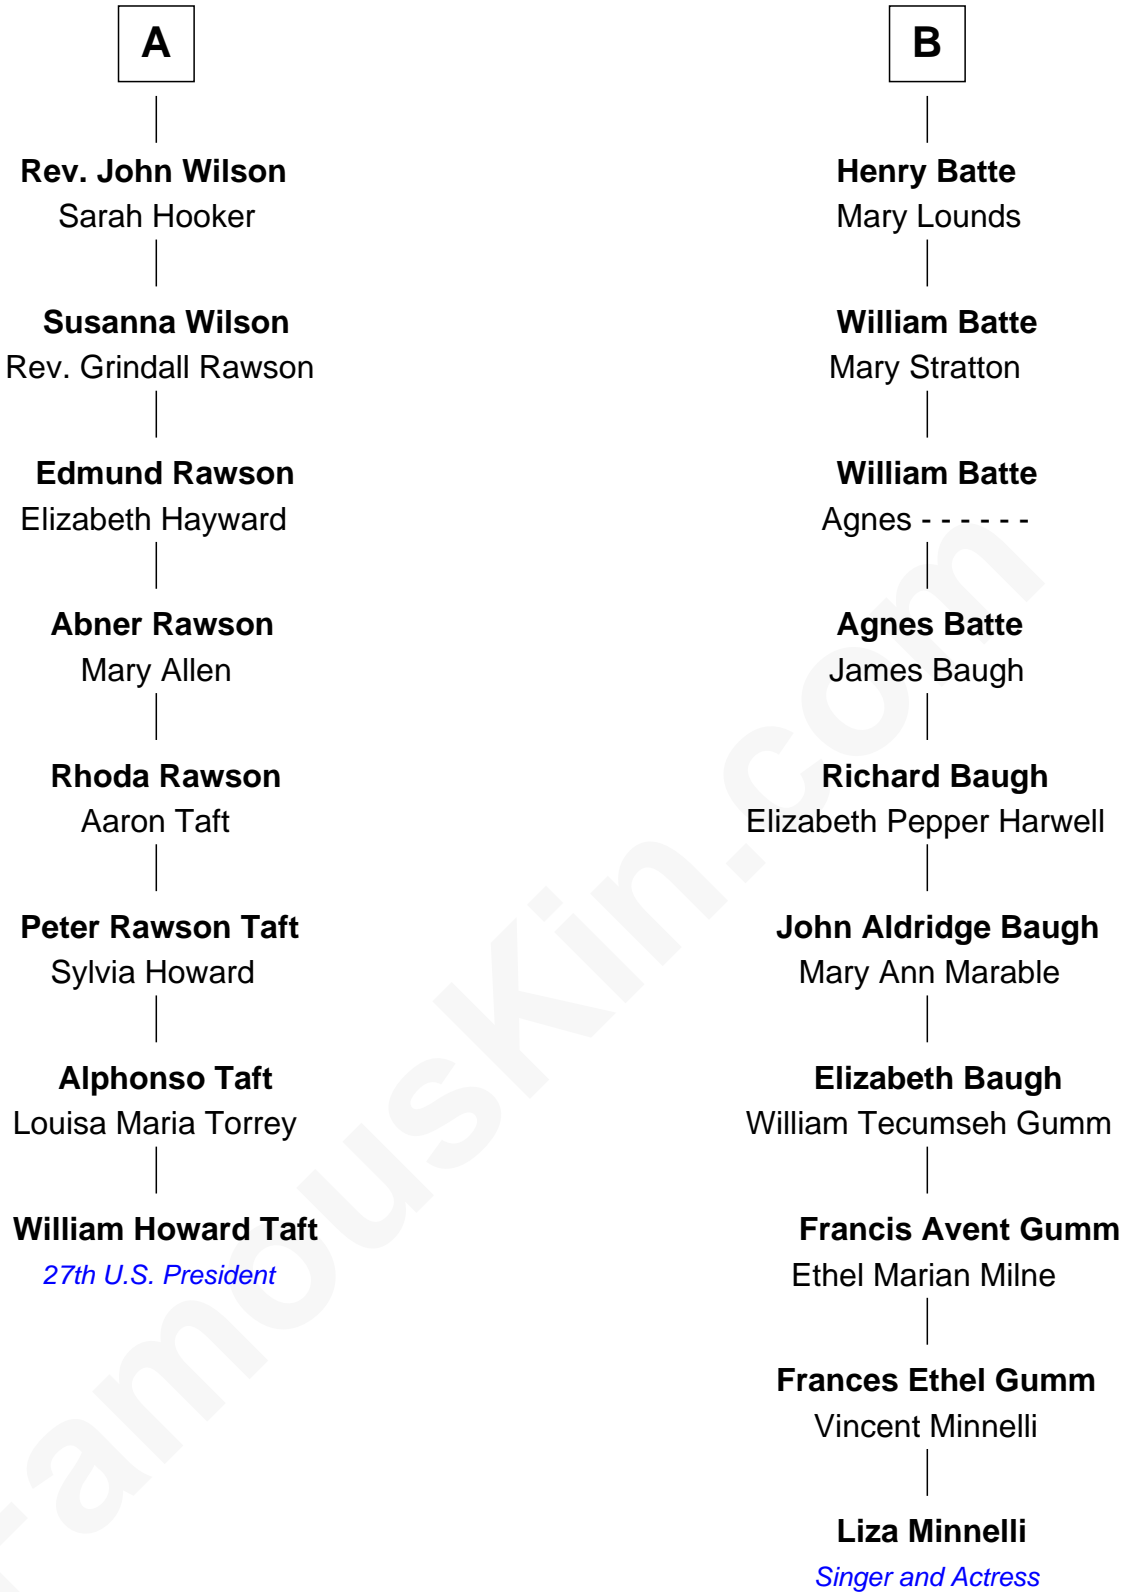 A
Rev. John Wilson
Sarah Hooker
Susanna Wilson
Rev. Grindall Rawson
Edmund Rawson
Elizabeth Hayward
Abner Rawson
Mary Allen
Rhoda Rawson
Aaron Taft
Peter Rawson Taft
Sylvia Howard
Alphonso Taft
Louisa Maria Torrey
William Howard Taft
27th U.S. President
B
Henry Batte
Mary Lounds
William Batte
Mary Stratton
William Batte
Agnes - - - - - -
Agnes Batte
James Baugh
Richard Baugh
Elizabeth Pepper Harwell
John Aldridge Baugh
Mary Ann Marable
Elizabeth Baugh
William Tecumseh Gumm
Francis Avent Gumm
Ethel Marian Milne
Frances Ethel Gumm
Vincent Minnelli
Liza Minnelli
Singer and Actress
FamousKin.com